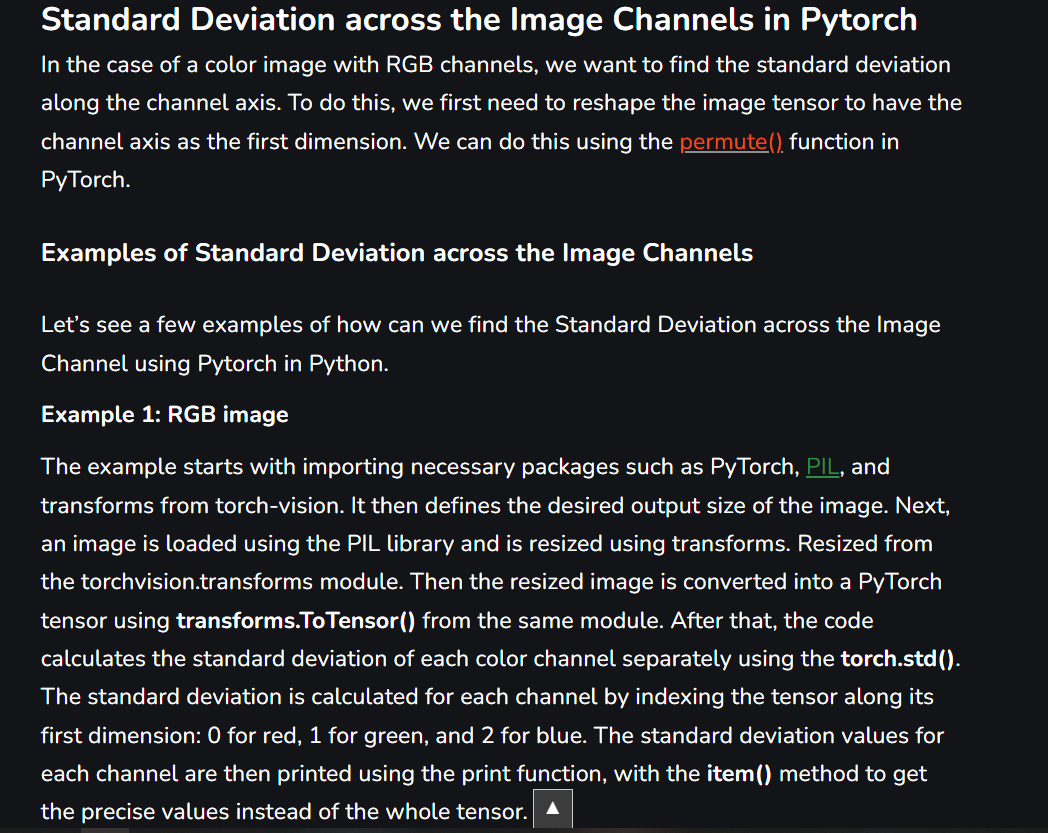 Standard Deviation across the Image Channels in Pytorch
In the case of a color image with RGB channels, we want to find the standard deviation
along the channel axis. To do this, we first need to reshape the image tensor to have the
channel axis as the first dimension. We can do this using the permute() function in
PyTorch.
Examples of Standard Deviation across the Image Channels
Let’s see a few examples of how can we find the Standard Deviation across the Image
Channel using Pytorch in Python.
Example 1: RGB image
The example starts with importing necessary packages such as PyTorch, PIL, and
transforms from torch-vision. It then defines the desired output size of the image. Next,
an image is loaded using the PIL library and is resized using transforms. Resized from
the torchvision.transforms module. Then the resized image is converted into a PyTorch
tensor using transforms.ToTensor() from the same module. After that, the code
calculates the standard deviation of each color channel separately using the torch.std().
The standard deviation is calculated for each channel by indexing the tensor along its
first dimension: 0 for red, 1 for green, and 2 for blue. The standard deviation values for
each channel are then printed using the print function, with the item() method to get
the precise values instead of the whole tensor.